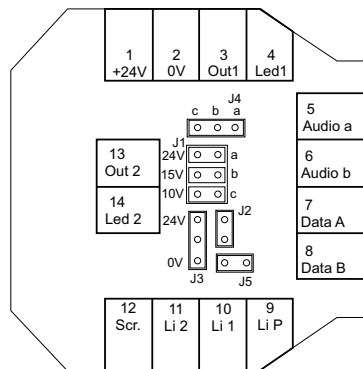 1 2 3 4
+24V 0V Out1 Led1
J4
c b a
5
Audio a
J1
13
Out 2
24V a
6
Audio b
15V b
14
Led 2
10V c
7
Data A
24V J2
8
Data B
0V
J3 J5
12 11 10 9
Scr. Li 2 Li 1 Li P